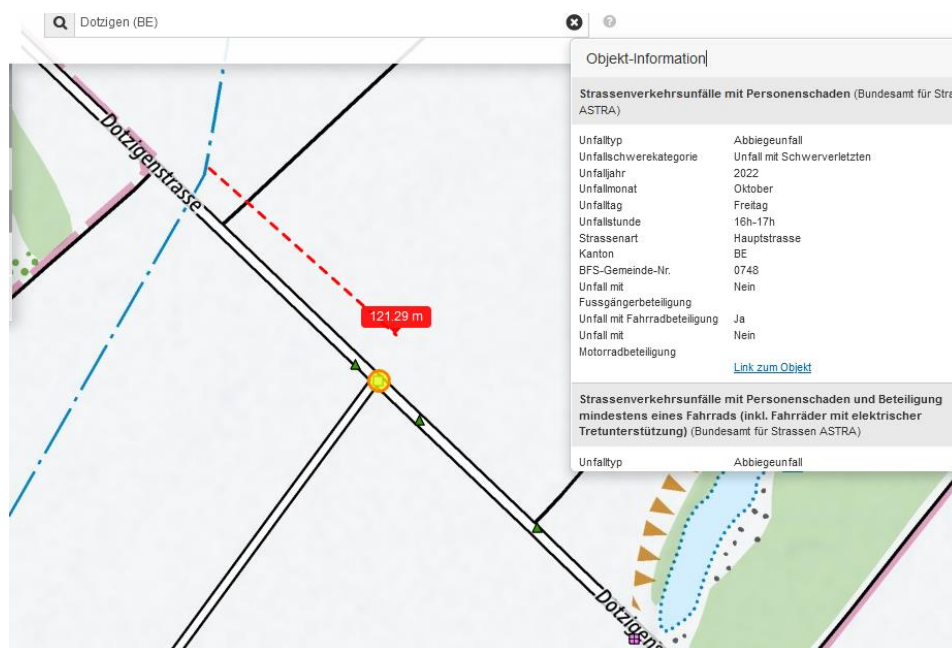 Dotzigen (BE)
Objekt-Information
Strassenverkehrsunfälle mit Personenschaden (Bundesamt für Stra
ASTRA)
Unfalltyp Abbiegeunfall
Unfallschwerekategorie Unfall mit Schwerverletzten
Unfalljahr 2022
Unfallmonat Oktober
Unfalltag Freitag
Unfallstunde 16h-17h
Strassenart Hauptstrasse
Kanton BE
BFS-Gemeinde-Nr. 0748
Unfall mit Nein
Fussgängerbeteiligung
Unfall mit Fahrradbeteiligung Ja
Unfall mit Nein
Motorradbeteiligung
Link zum Objekt
Strassenverkehrsunfälle mit Personenschaden und Beteiligung
mindestens eines Fahrrads (inkl. Fahrräder mit elektrischer
Tretunterstützung) (Bundesamt für Strassen ASTRA)
Unfalltyp Abbiegeunfall
Dotzigenstrasse
121.29 m
Dotzigens